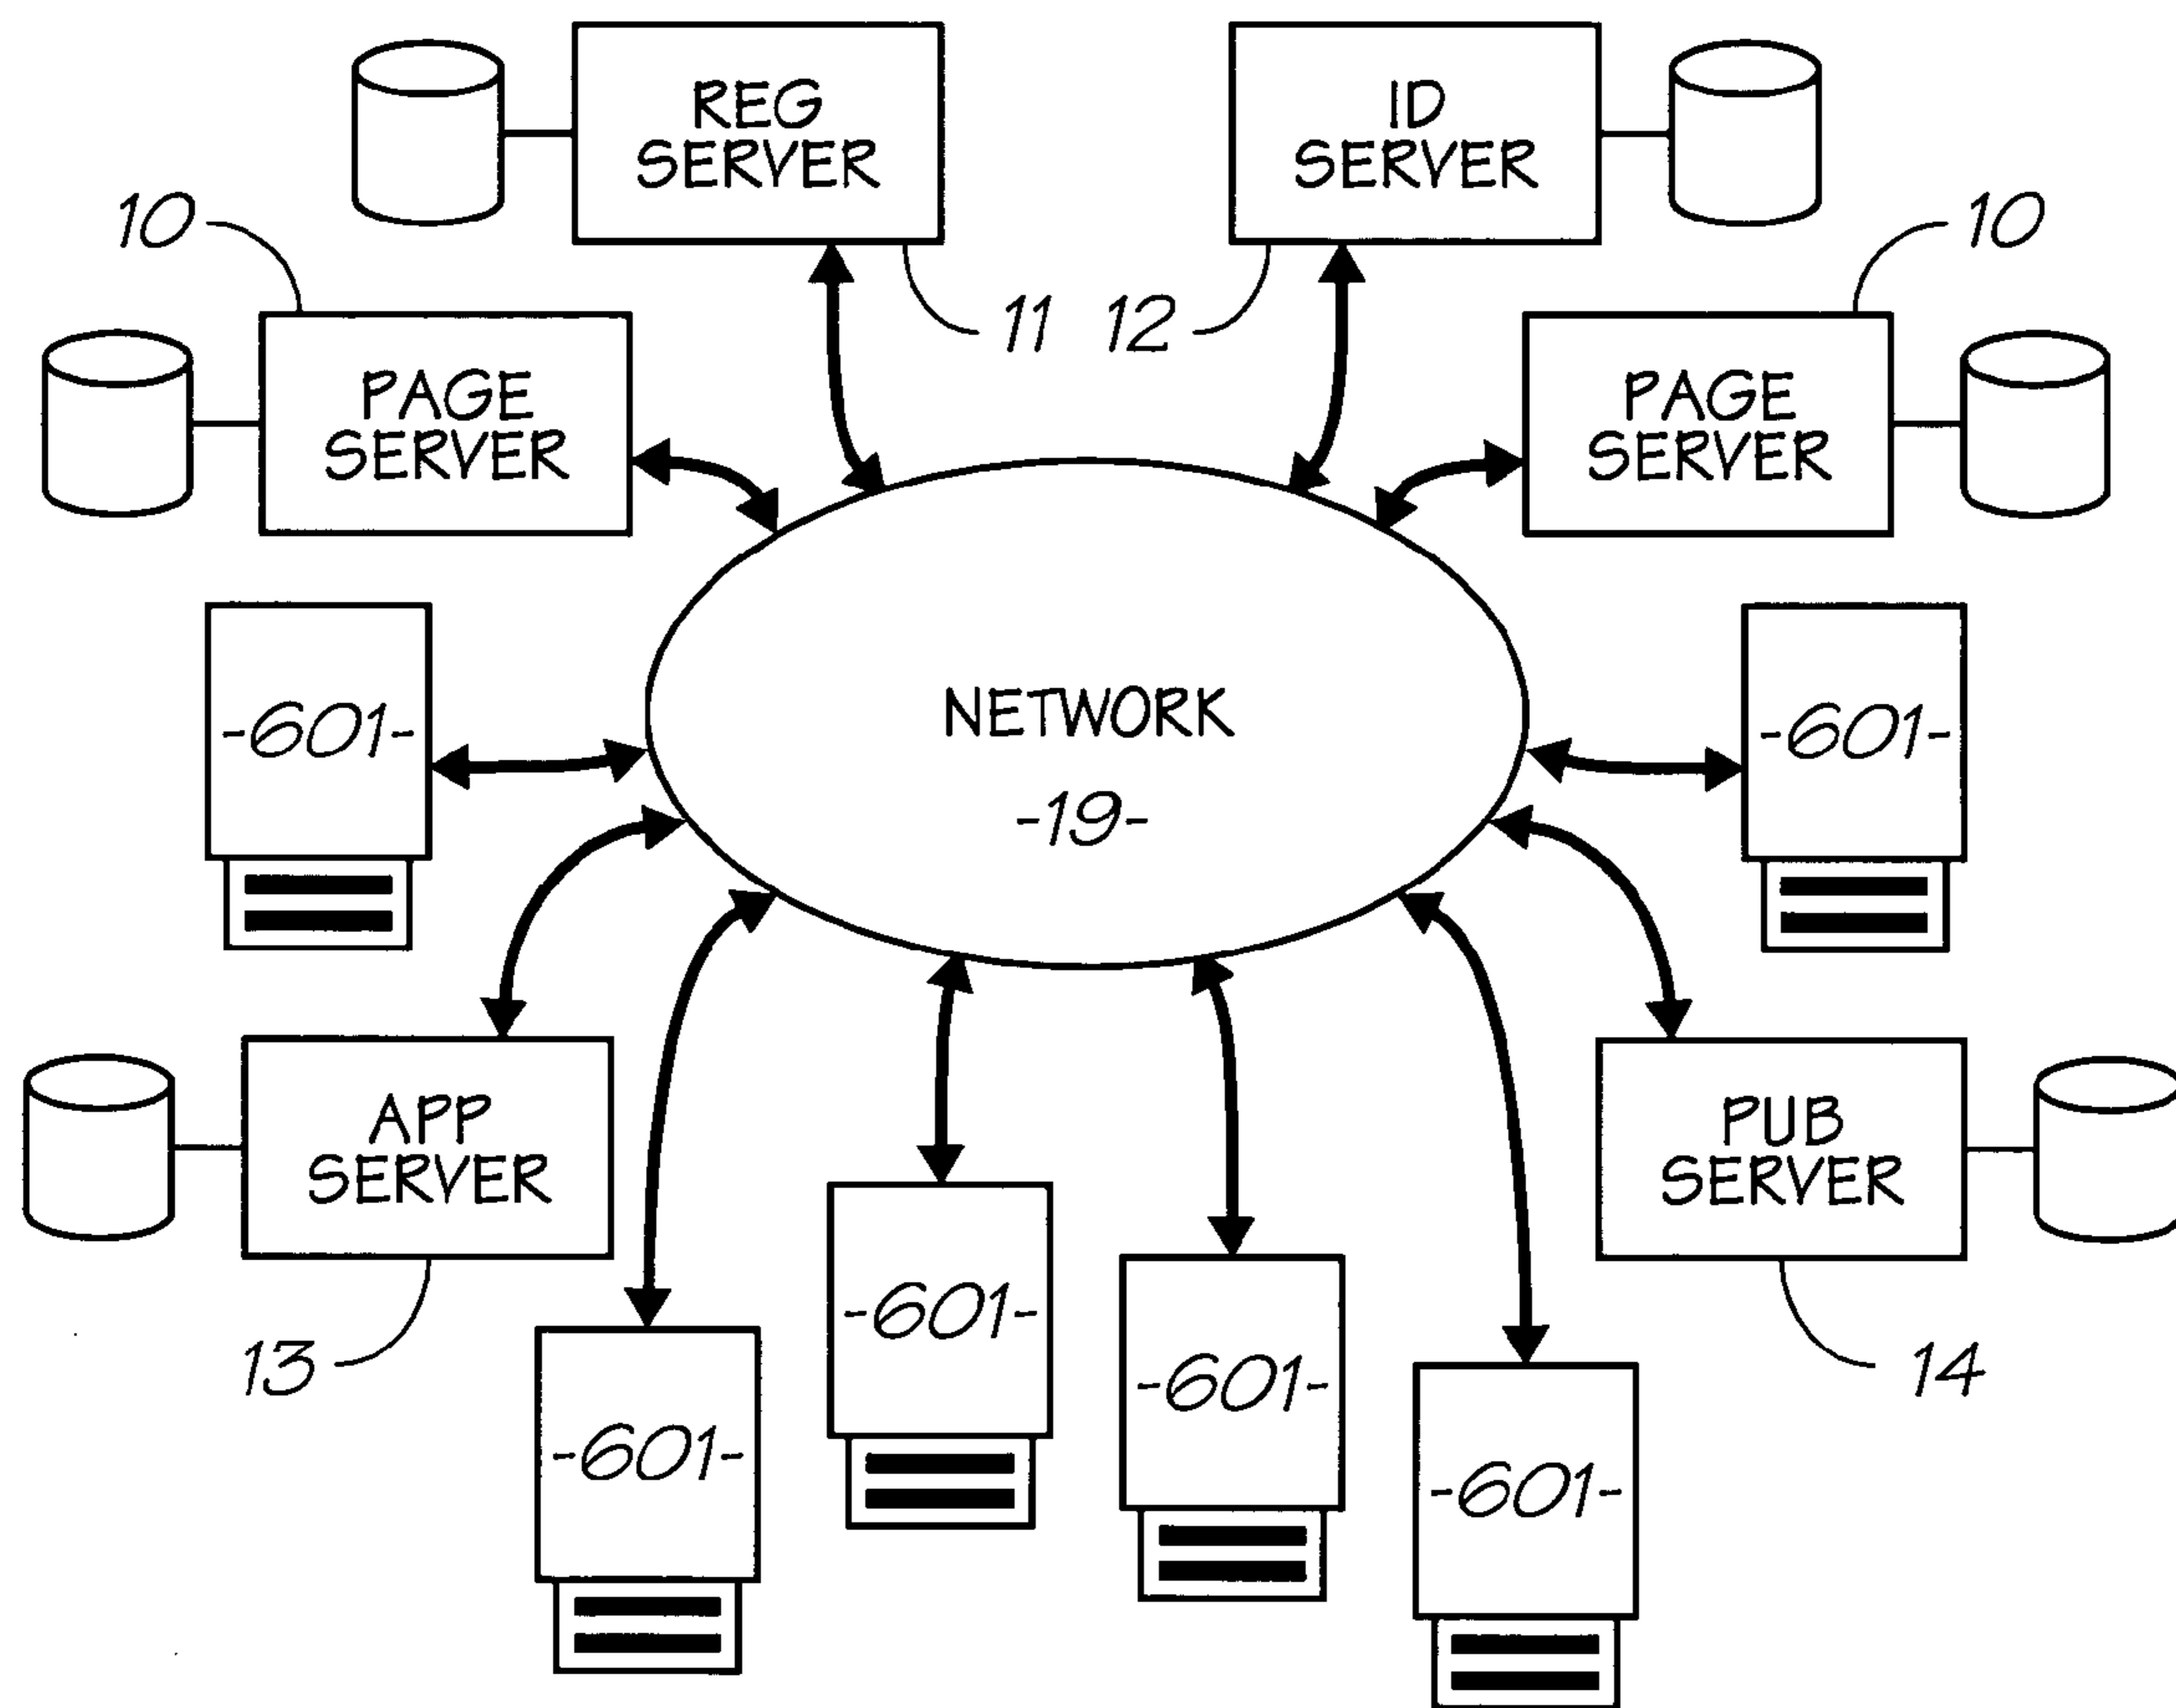 REG
SERVER
ID
SERVER
10
10
11
12
PAGE
SERVER
PAGE
SERVER
-601-
NETWORK
-19-
-601-
APP
SERVER
PUB
SERVER
13
-601-
-601-
-601-
-601-
14